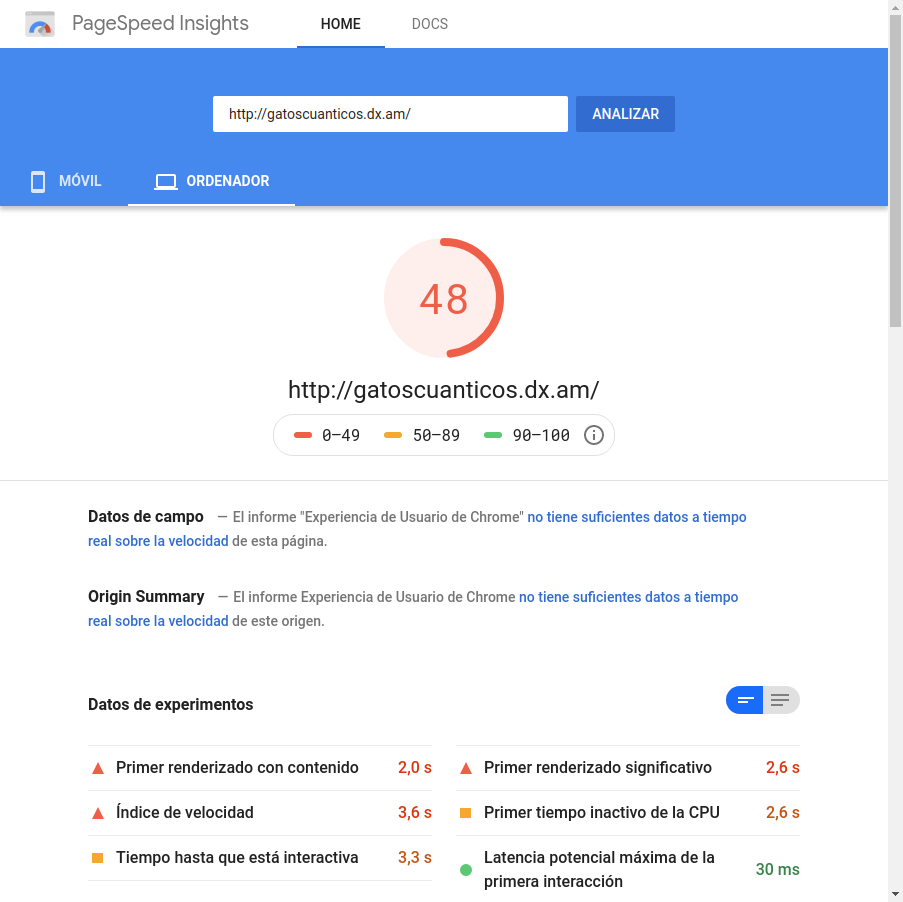 PageSpeed Insights
HOME
DOCS
http://gatoscuanticos.dx.am/
ANALIZAR
MÓVIL
ORDENADOR
48
http://gatoscuanticos.dx.am/
0–49
50–89
90–100
Datos de campo — El informe "Experiencia de Usuario de Chrome" no tiene suficientes datos a tiempo
real sobre la velocidad de esta página.
Origin Summary — El informe Experiencia de Usuario de Chrome no tiene suficientes datos a tiempo
real sobre la velocidad de este origen.
Datos de experimentos
Primer renderizado con contenido 2,0 s
Primer renderizado significativo 2,6 s
Índice de velocidad 3,6 s
Primer tiempo inactivo de la CPU 2,6 s
Tiempo hasta que está interactiva 3,3 s
Latencia potencial máxima de la
primera interacción
30 ms